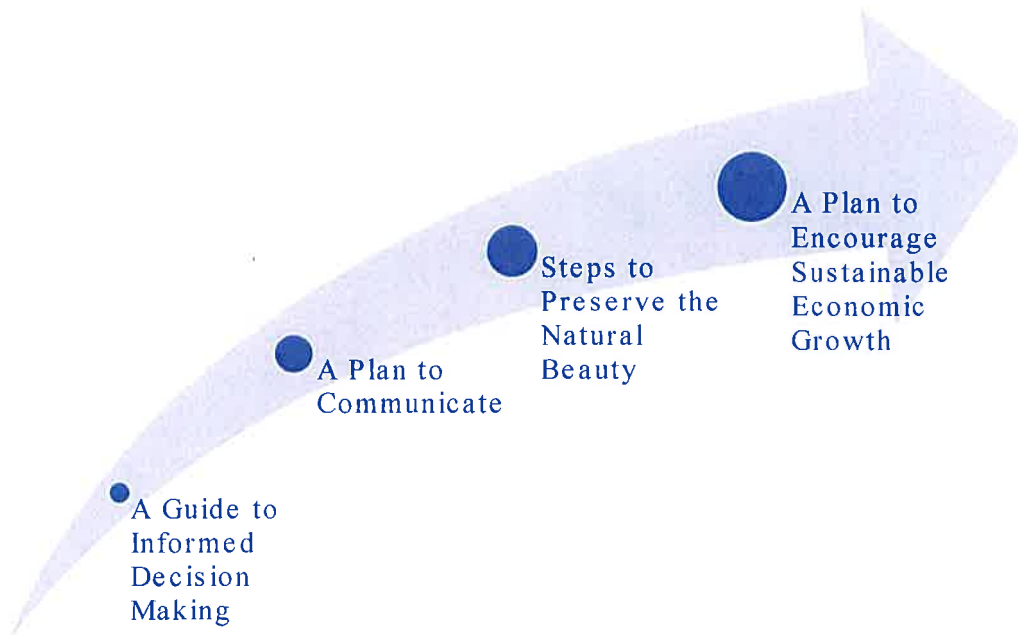 A Guide to
Informed
Decision
Making
A Plan to
Communicate
Steps to
Preserve the
Natural
Beauty
A Plan to
Encourage
Sustainable
Economic
Growth